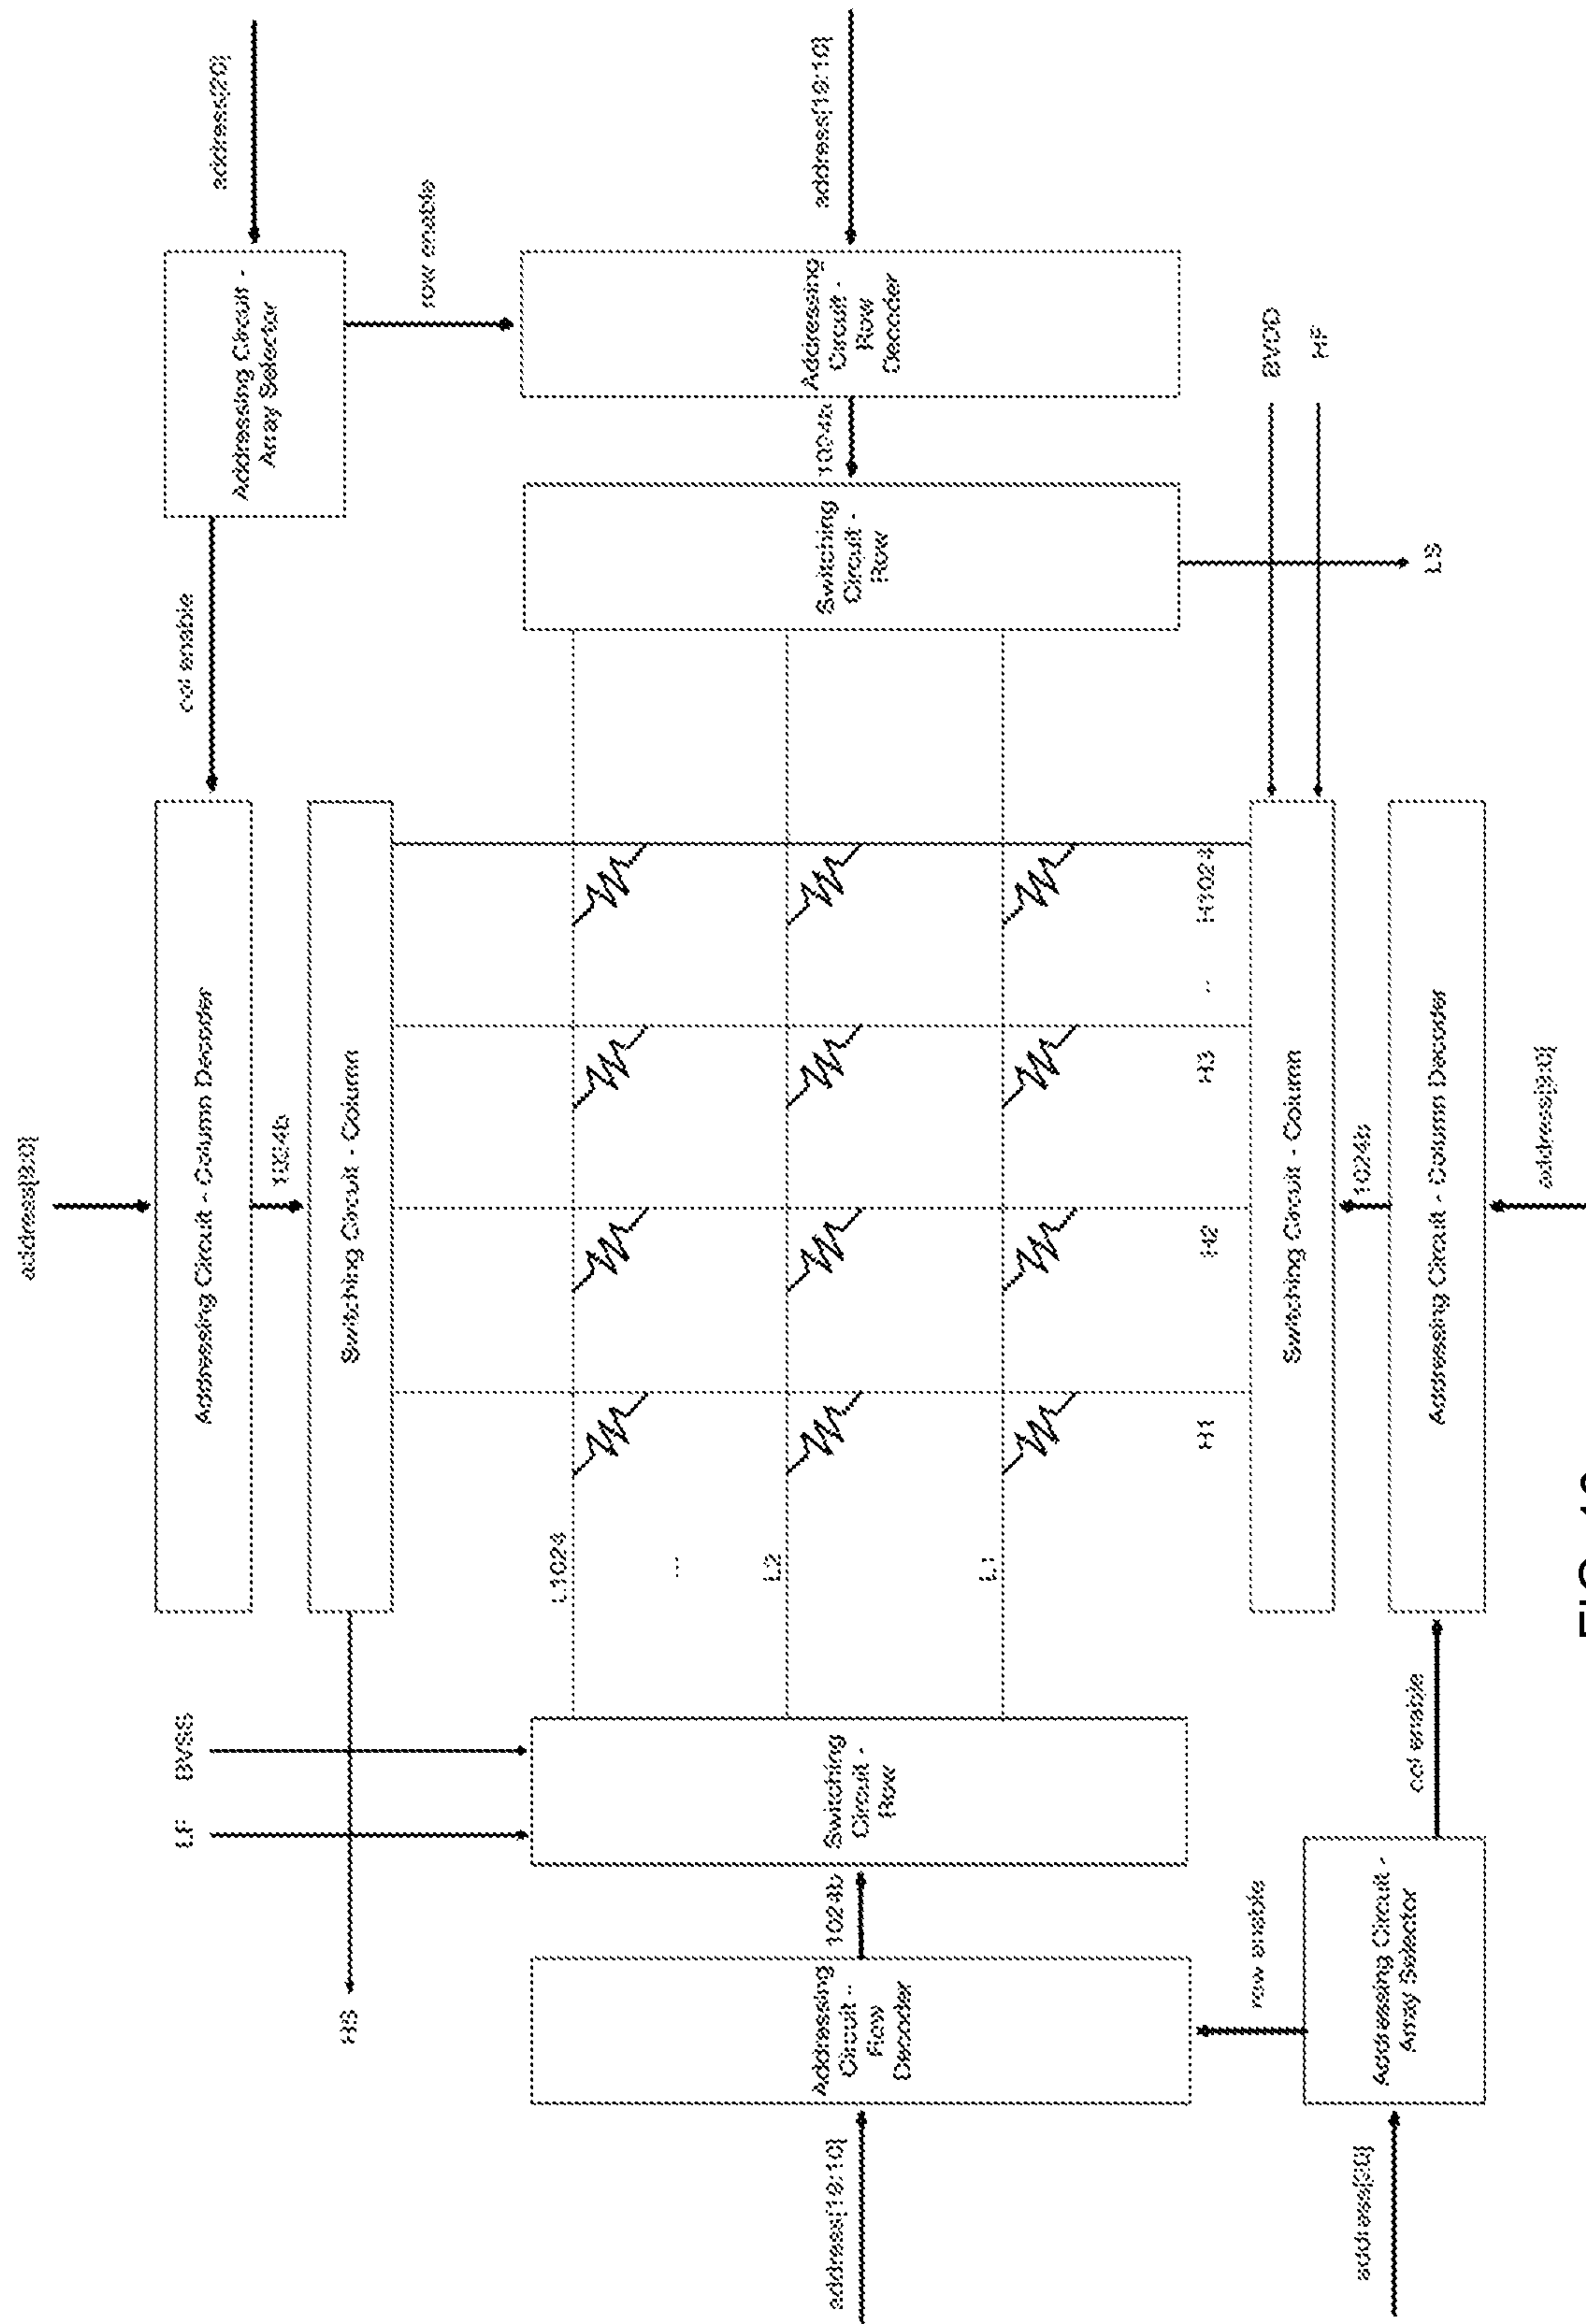 address[9:0]
Addressing Circuit - Column Decoder
1024b
Switching Circuit - Column
col enable
Addressing Circuit -
Array Selector
address[20]
row enable
HS
LF
BVSS
address[19:10]
Addressing
Circuit -
Row
Decoder
1024b
Switching
Circuit -
Row
L1024
...
L2
L1
Switching
Circuit -
Row
1024b
Addressing
Circuit -
Row
Decoder
address[19:10]
H1
H2
H3
..
H1024
LS
BVDD
HF
address[20]
Addressing Circuit -
Array Selector
row enable
col enable
Switching Circuit - Column
1024b
Addressing Circuit - Column Decoder
address[9:0]